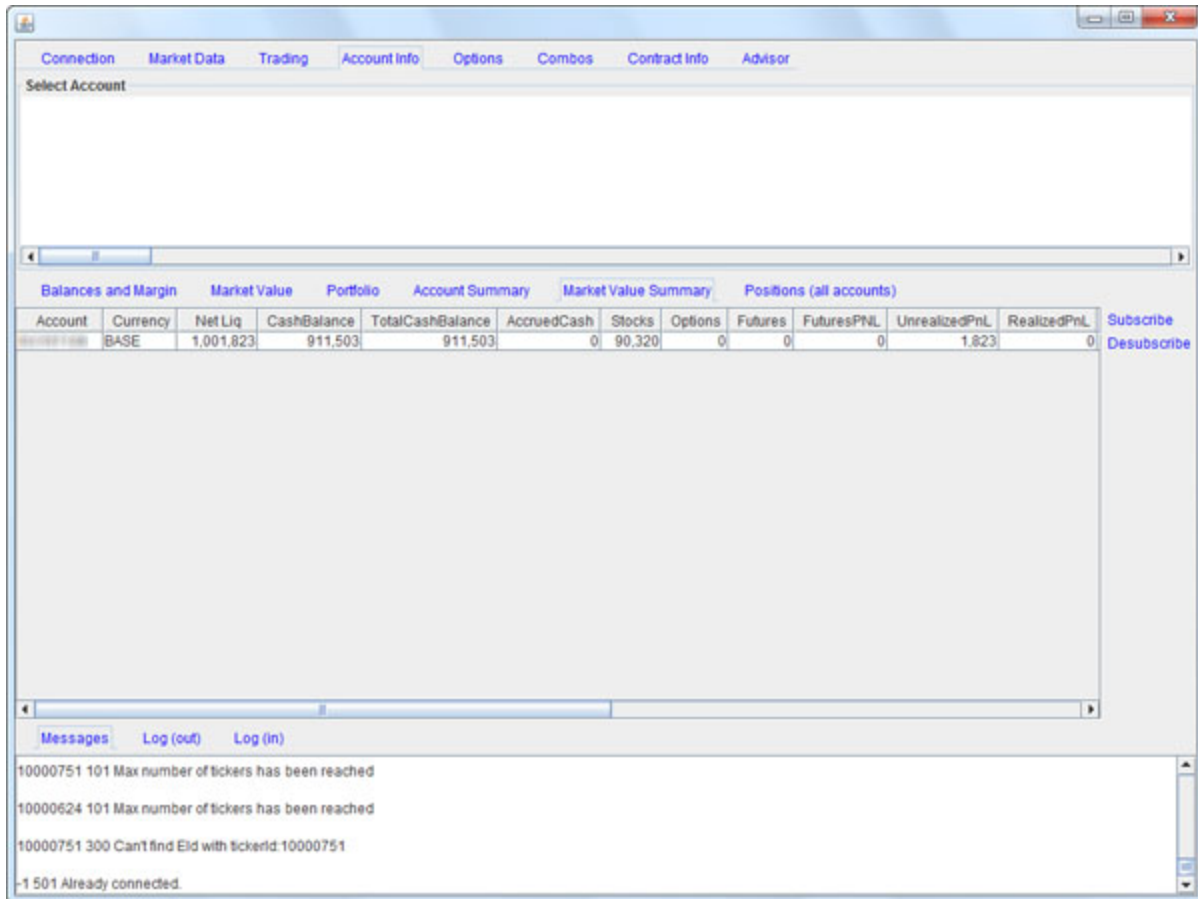 Connection Market Data Trading Account Info Options Combos Contract Info Advisor
Select Account
Balances and Margin Market Value Portfolio Account Summary Market Value Summary Positions (all accounts)
Account Currency Net Liq CashBalance TotalCashBalance AccruedCash Stocks Options Futures FuturesPNL UnrealizedPnL RealizedPnL Subscribe
BASE 1,001,823 911,503 911,503 0 90,320 0 0 0 1,823 0 Desubscribe
Messages Log (out) Log (in)
10000751 101 Max number of tickers has been reached
10000624 101 Max number of tickers has been reached
10000751 300 Can't find EId with tickerId:10000751
-1 501 Already connected.